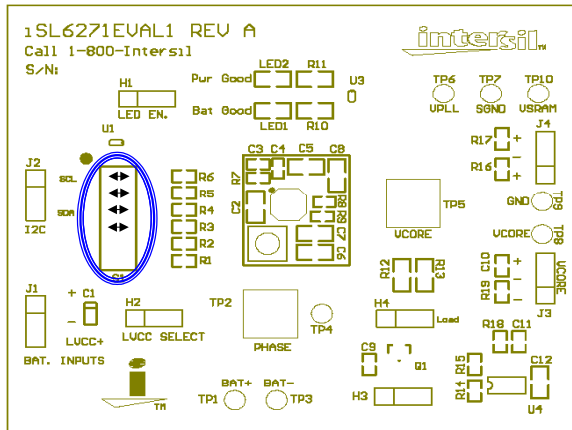 iSL6271EVAL1 REV A
Call 1-800-Intersil
S/N:
intersil TM
H1
LED EN.
Pwr Good
LED2
R11
Bat Good
LED1
R10
U3
TP6
VPLL
TP7
SGND
TP10
VSRAM
U1
J2
SCL
SDA
I2C
R6
R5
R4
R3
R2
R1
C3
C4
C5
C8
R7
C2
R8
R9
C7
C6
TP5
VCORE
R17
+
-
R16
J4
GND
TP9
VCORE
TP8
C10
+
-
R19
VCORE
J3
J1
+
-
BAT. INPUTS
C1
LVCC+
H2
LVCC SELECT
TP2
PHASE
TP4
R12
R13
H4
Load
R18
C11
C9
Q1
R15
R14
C12
U4
H3
TM
BAT+
TP1
BAT-
TP3